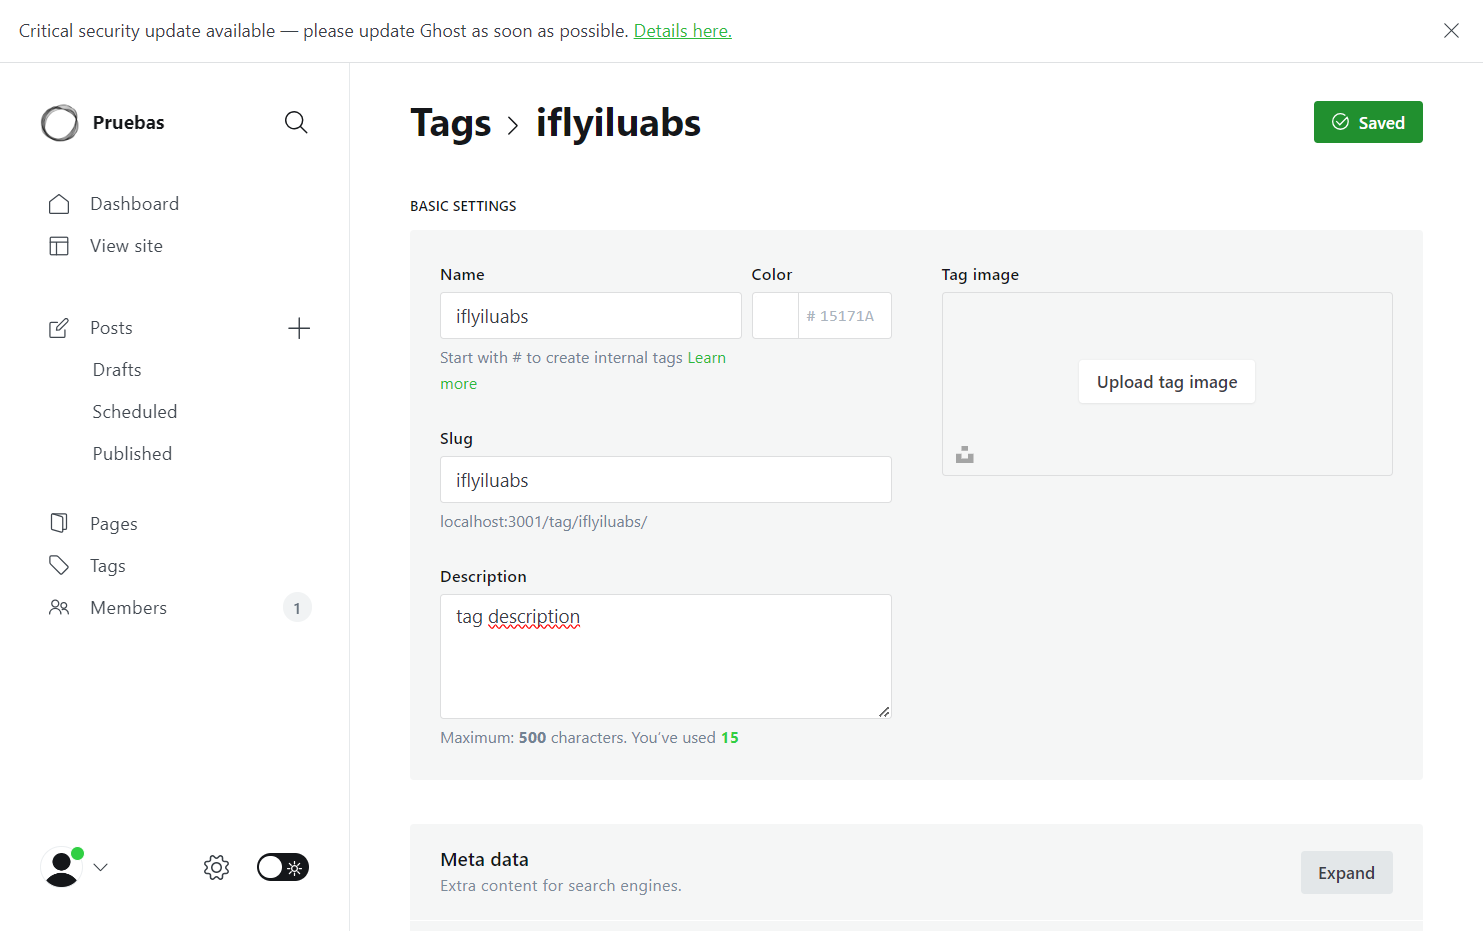 Critical security update available — please update Ghost as soon as possible. Details here.
Pruebas
Dashboard
View site
Posts
Drafts
Scheduled
Published
Pages
Tags
Members
1
Tags
iflyiluabs
Saved
BASIC SETTINGS
Name
iflyiluabs
Color
# 15171A
Start with # to create internal tags Learn
more
Slug
iflyiluabs
localhost:3001/tag/iflyiluabs/
Description
tag description
Maximum: 500 characters. You've used 15
Tag image
Upload tag image
Meta data
Extra content for search engines.
Expand